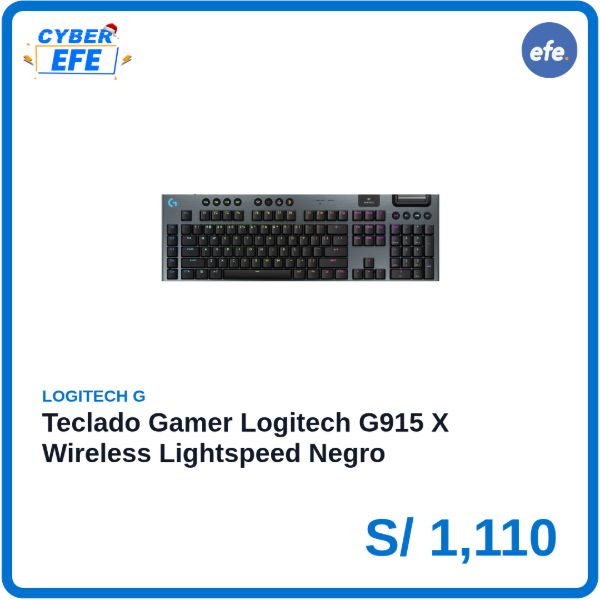 CYBER
EFE
efe.
LOGITECH G
Teclado Gamer Logitech G915 X
Wireless Lightspeed Negro
S/ 1,110